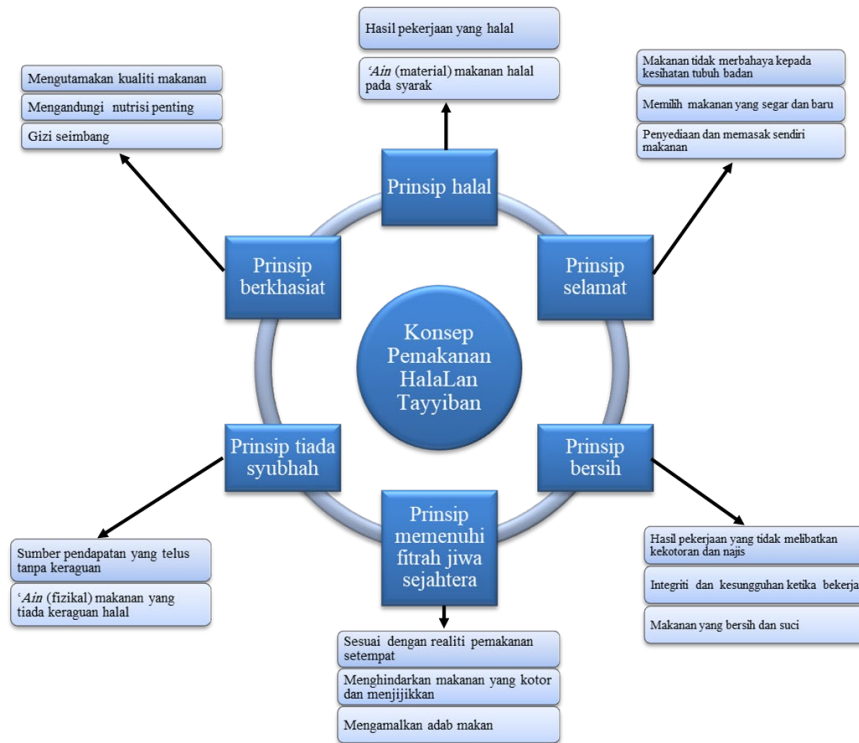 Hasil pekerjaan yang halal
‘Ain (material) makanan halal
pada syarak
Mengutamakan kualiti makanan
Mengandungi nutrisi penting
Gizi seimbang
Makanan tidak merbahaya kepada
kesihatan tubuh badan
Memilih makanan yang segar dan baru
Penyediaan dan memasak sendiri
makanan
Prinsip halal
Prinsip
berkhasiat
Prinsip
selamat
Konsep
Pemakanan
HalaLan
Tayyiban
Prinsip tiada
syubhah
Prinsip
bersih
Prinsip
memenuhi
fitrah jiwa
sejahtera
Sumber pendapatan yang telus
tanpa keraguan
‘Ain (fizikal) makanan yang
tiada keraguan halal
Hasil pekerjaan yang tidak melibatkan
kekotoran dan najis
Integriti dan kesungguhan ketika bekerja
Makanan yang bersih dan suci
Sesuai dengan realiti pemakanan
setempat
Menghindarkan makanan yang kotor
dan menjijikkan
Mengamalkan adab makan